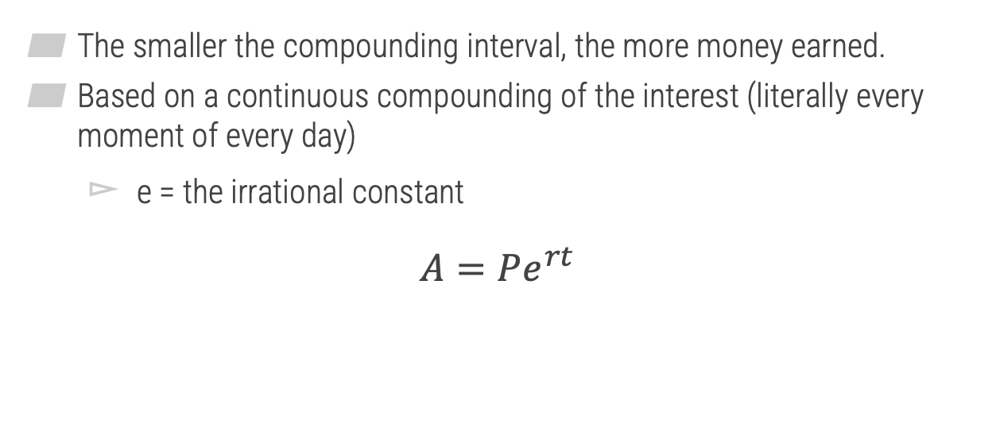 The smaller the compounding interval, the more money earned.
Based on a continuous compounding of the interest (literally every
moment of every day)
e = the irrational constant
A = Pe^{rt}